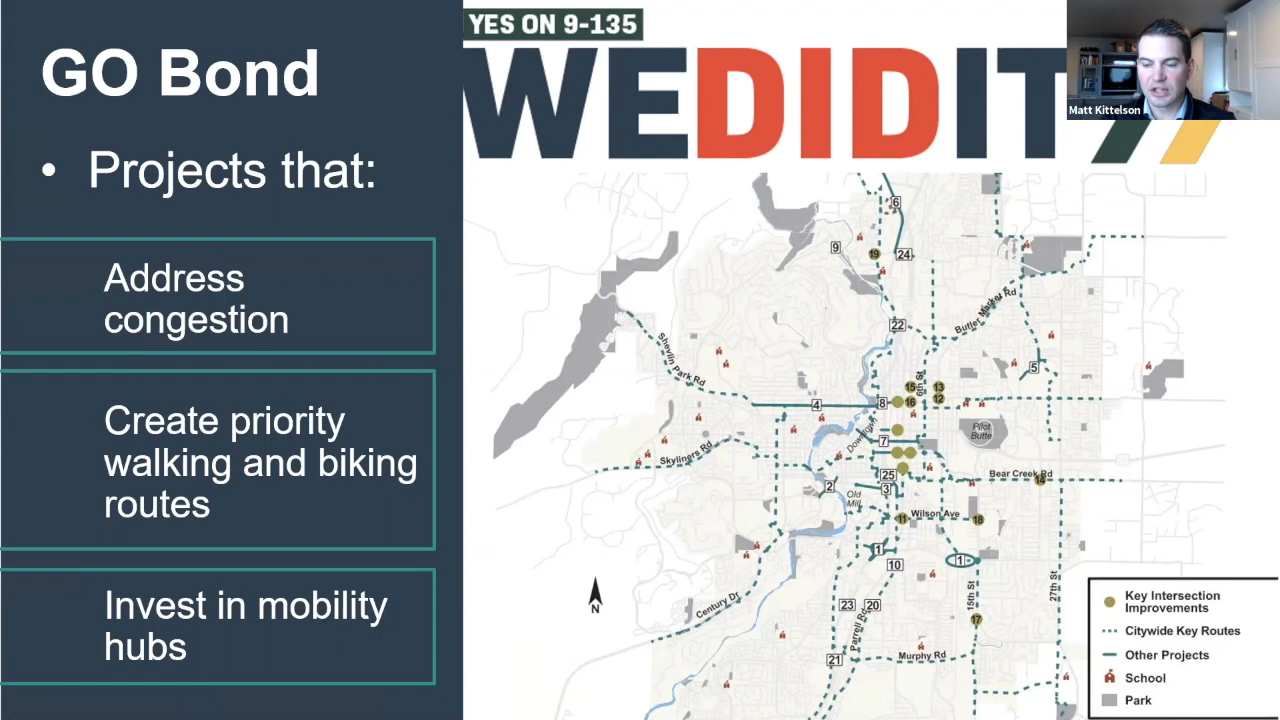 GO Bond
• Projects that:
Address
congestion
Create priority
walking and biking
routes
Invest in mobility
hubs
YES ON 9-135
WEDIDIT
Matt Kittelson
6
9
19
24
22
Butler Market Rd
Shevlin Park Rd
5
6th St
15
13
12
4
8
16
Downtown
7
Pilot
Butte
Skyliners Rd
25
Bear Creek Rd
14
2
3
Old
Mill
11
Wilson Ave
18
1
1
10
N
Century Dr
15th St
27th St
23
20
17
Parrell Rd
21
Murphy Rd
Key Intersection
Improvements
Citywide Key Routes
Other Projects
School
Park